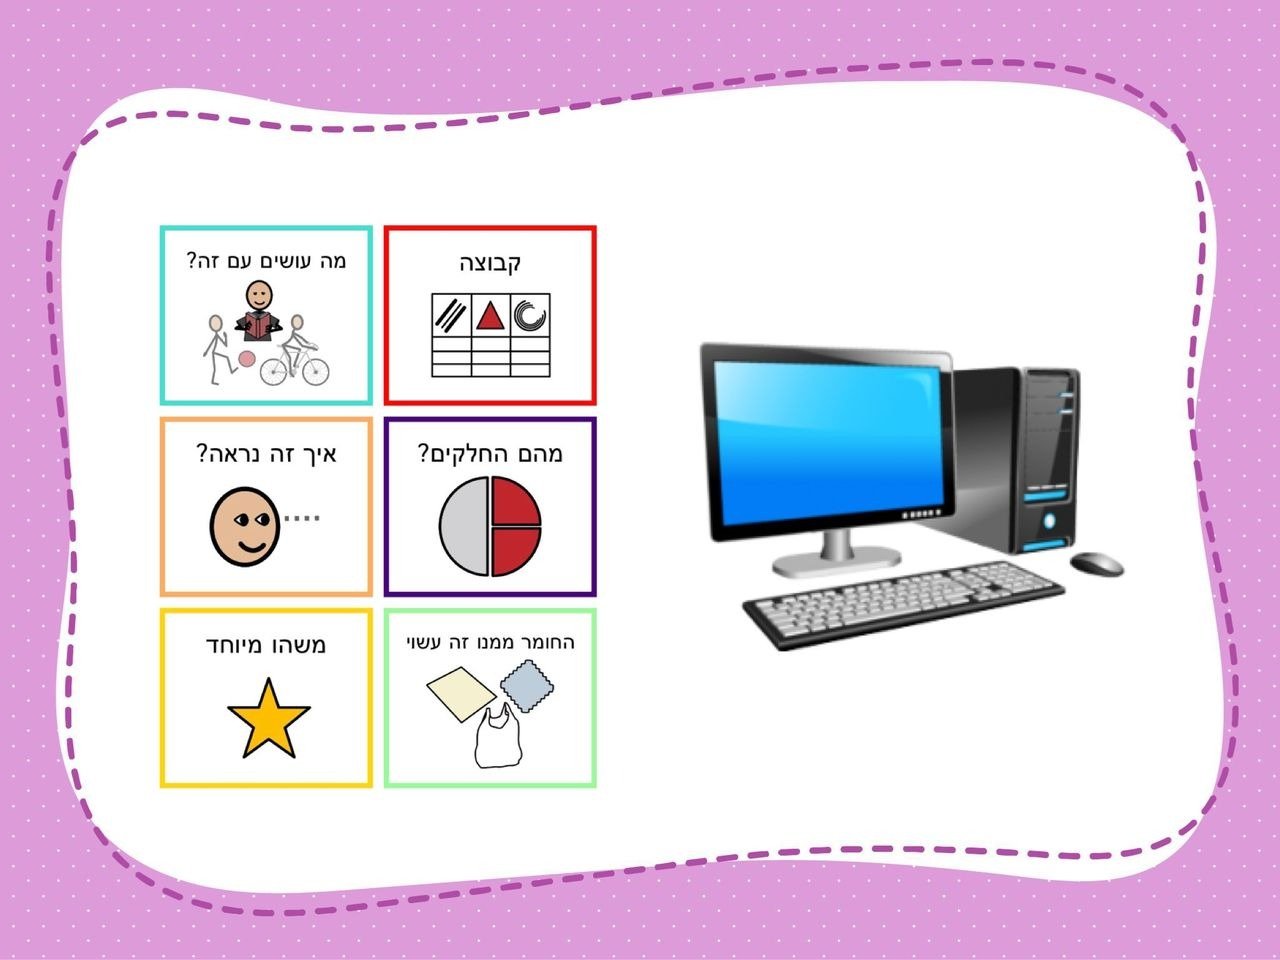 קבוצה
מה עושים עם זה?
מהם החלקים?
איך זה נראה?
החומר ממנו זה עשוי
משהו מיוחד